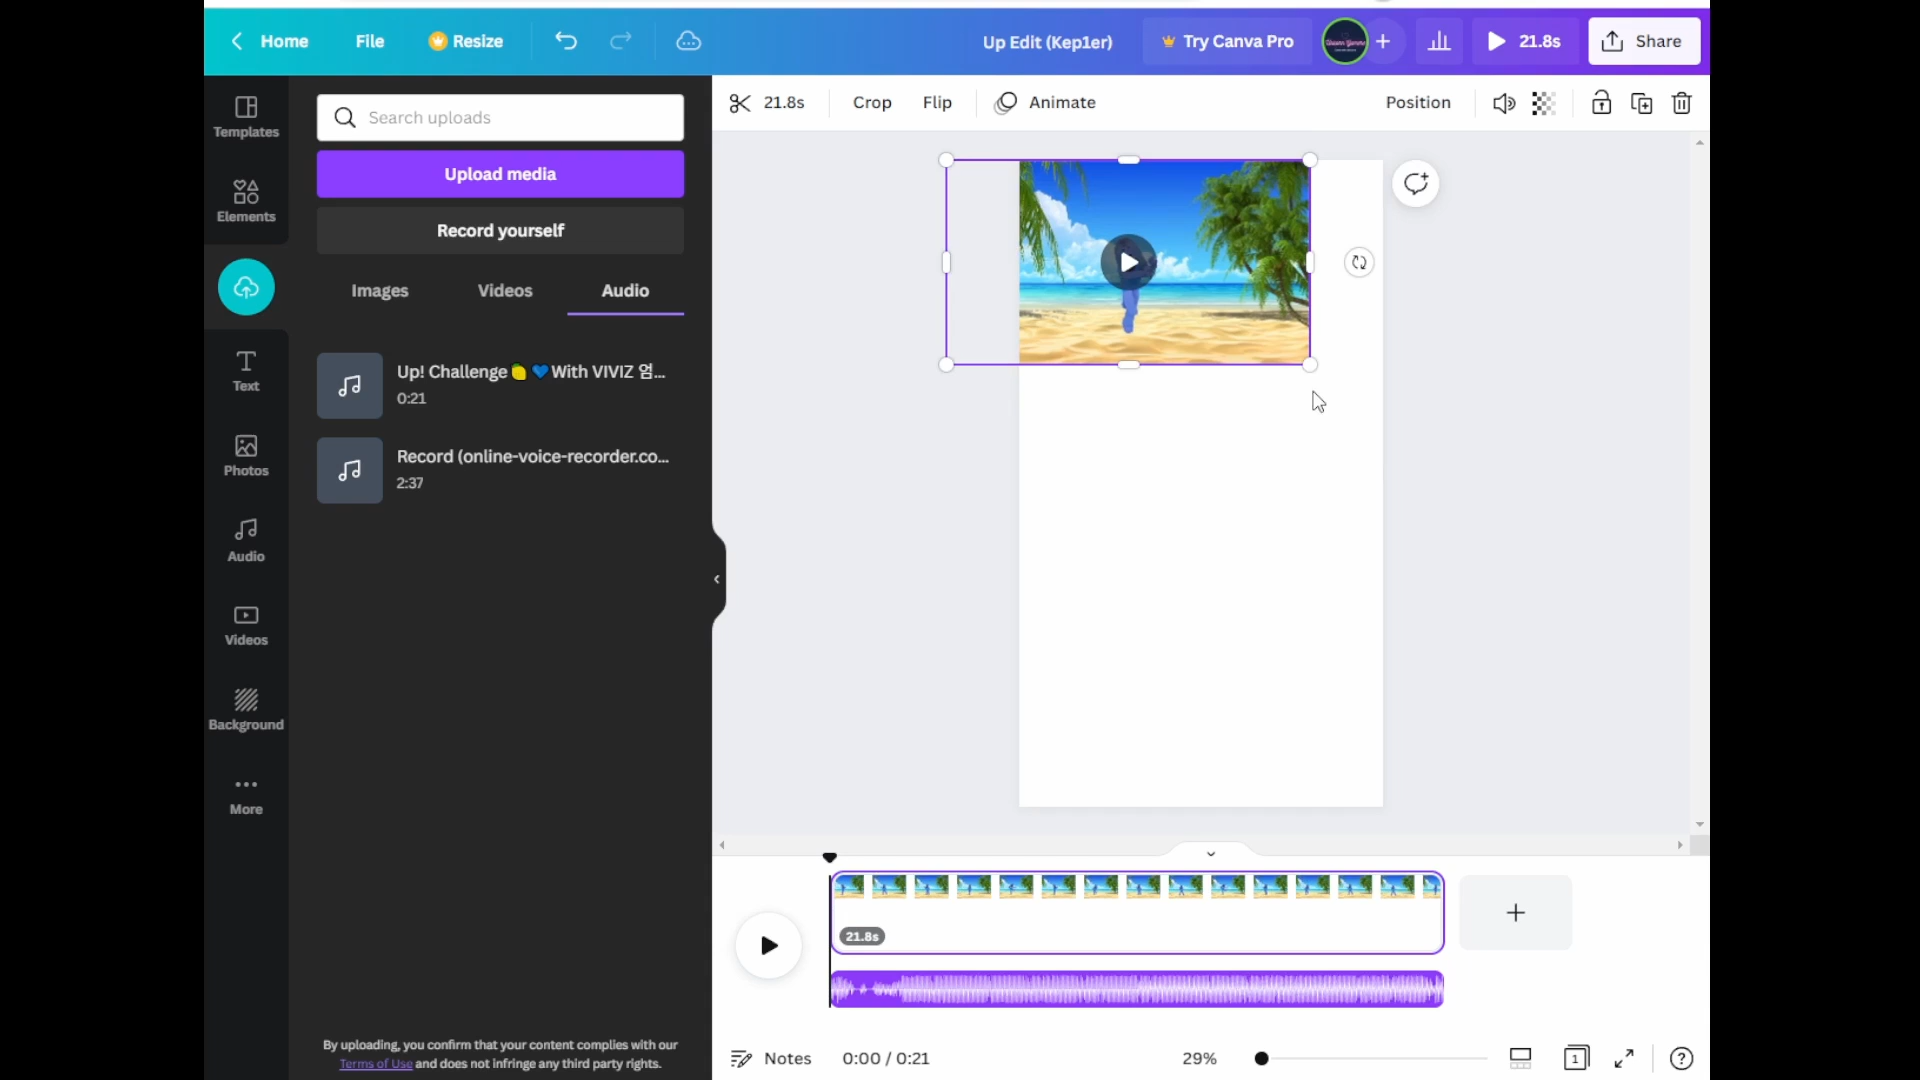 Home File Resize Up Edit (Kep1er) Try Canva Pro 21.8s Share
Templates
Elements
Text
Photos
Audio
Videos
Background
More
Search uploads
Upload media
Record yourself
Images Videos Audio
Up! Challenge🍋💙With VIVIZ 엄...
0:21
Record (online-voice-recorder.co...
2:37
By uploading, you confirm that your content complies with our
Terms of Use and does not infringe any third party rights.
21.8s Crop Flip Animate Position
21.8s
Notes 0:00 / 0:21 29% 1